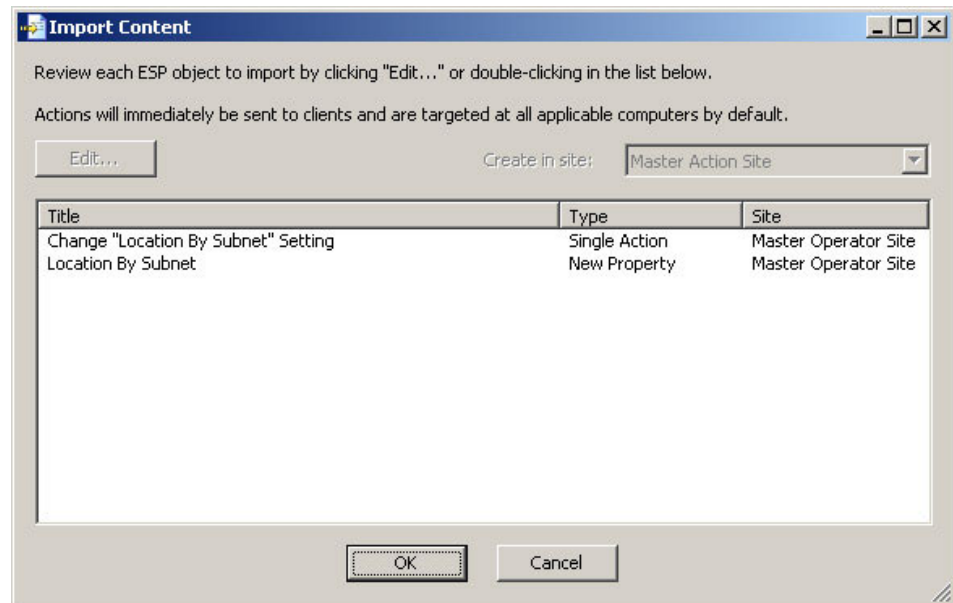 Import Content
Review each ESP object to import by clicking "Edit..." or double-clicking in the list below.
Actions will immediately be sent to clients and are targeted at all applicable computers by default.
Edit... Create in site: Master Action Site
Title Type Site
Change "Location By Subnet" Setting Single Action Master Operator Site
Location By Subnet New Property Master Operator Site
OK Cancel